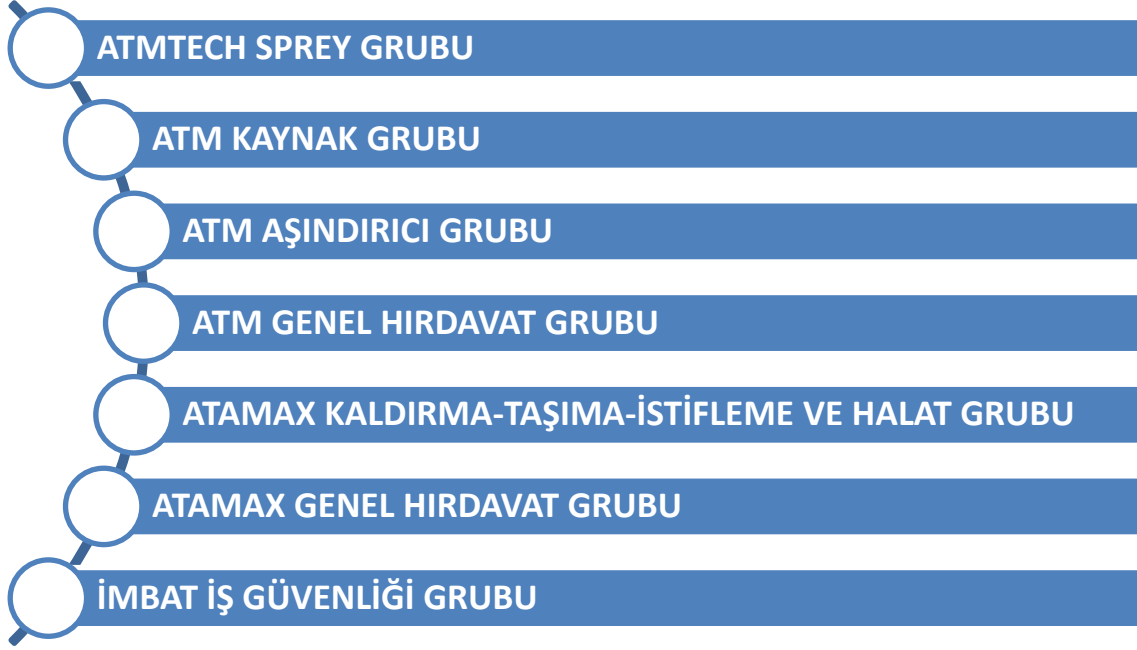 ATMTECH SPREY GRUBU
ATM KAYNAK GRUBU
ATM AŞINDIRICI GRUBU
ATM GENEL HIRDAVAT GRUBU
ATAMAX KALDIRMA-TAŞIMA-İSTİFLEME VE HALAT GRUBU
ATAMAX GENEL HIRDAVAT GRUBU
İMBAT İŞ GÜVENLİĞİ GRUBU